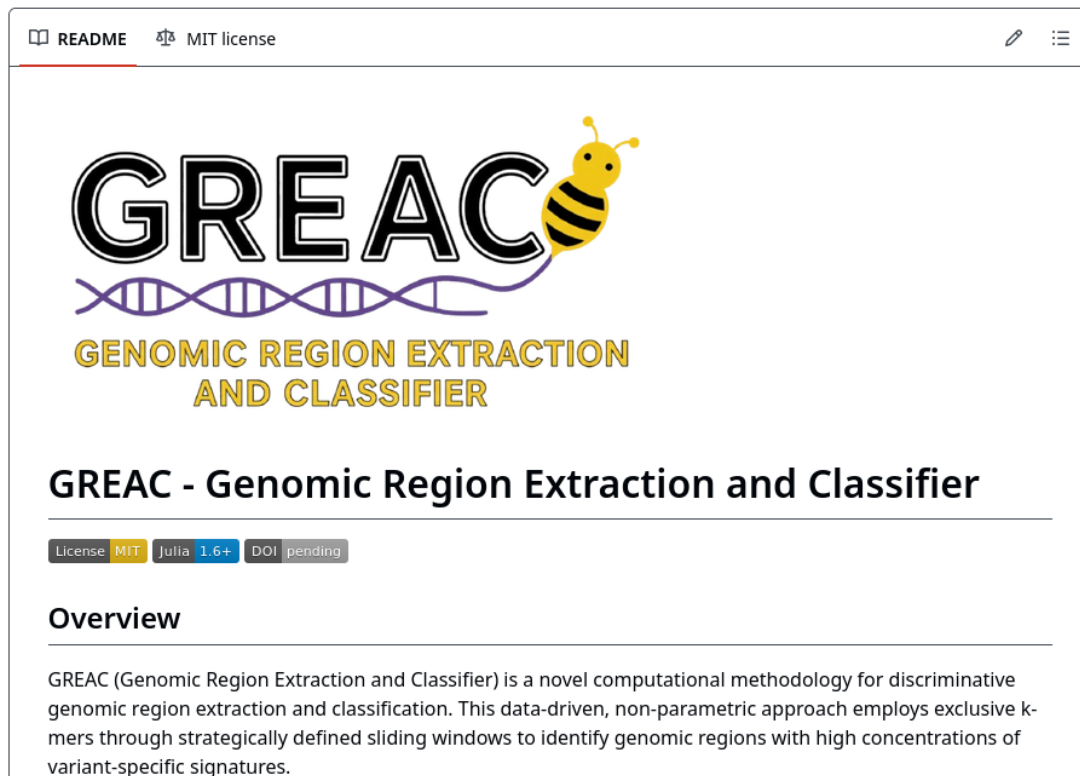 README MIT license
GREAC
GENOMIC REGION EXTRACTION
AND CLASSIFIER
GREAC - Genomic Region Extraction and Classifier
License MIT Julia 1.6+ DOI pending
Overview
GREAC (Genomic Region Extraction and Classifier) is a novel computational methodology for discriminative
genomic region extraction and classification. This data-driven, non-parametric approach employs exclusive k-
mers through strategically defined sliding windows to identify genomic regions with high concentrations of
variant-specific signatures.